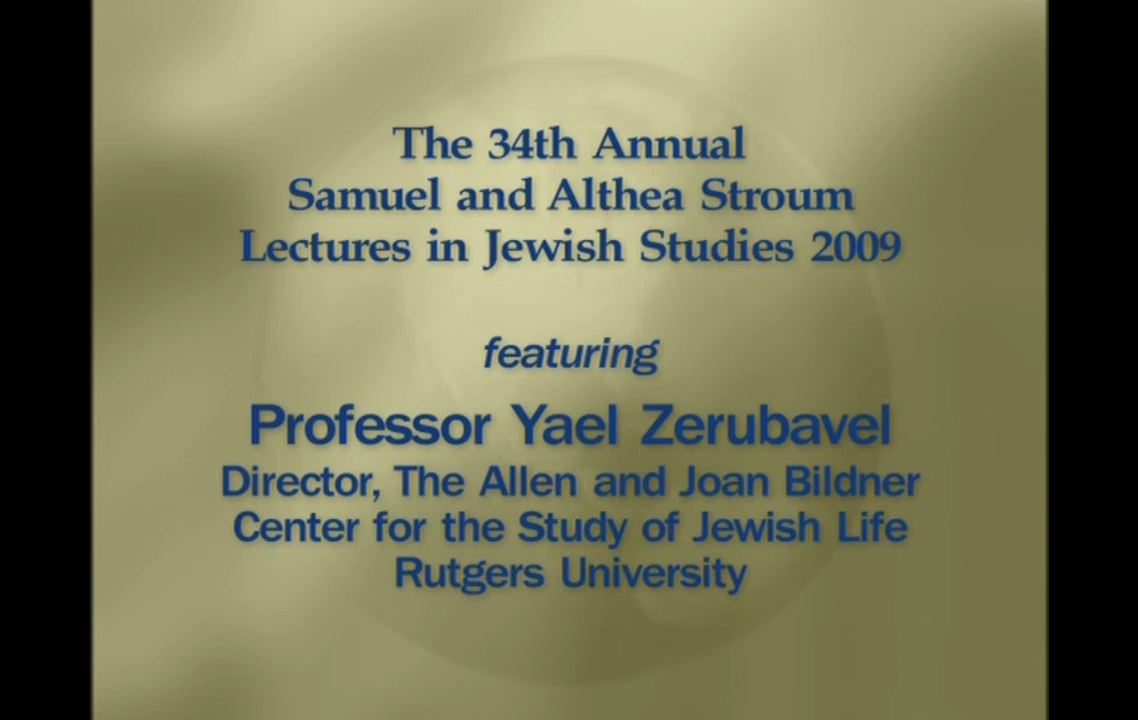 The 34th Annual
Samuel and Althea Stroum
Lectures in Jewish Studies 2009
featuring
Professor Yael Zerubavel
Director, The Allen and Joan Bildner
Center for the Study of Jewish Life
Rutgers University